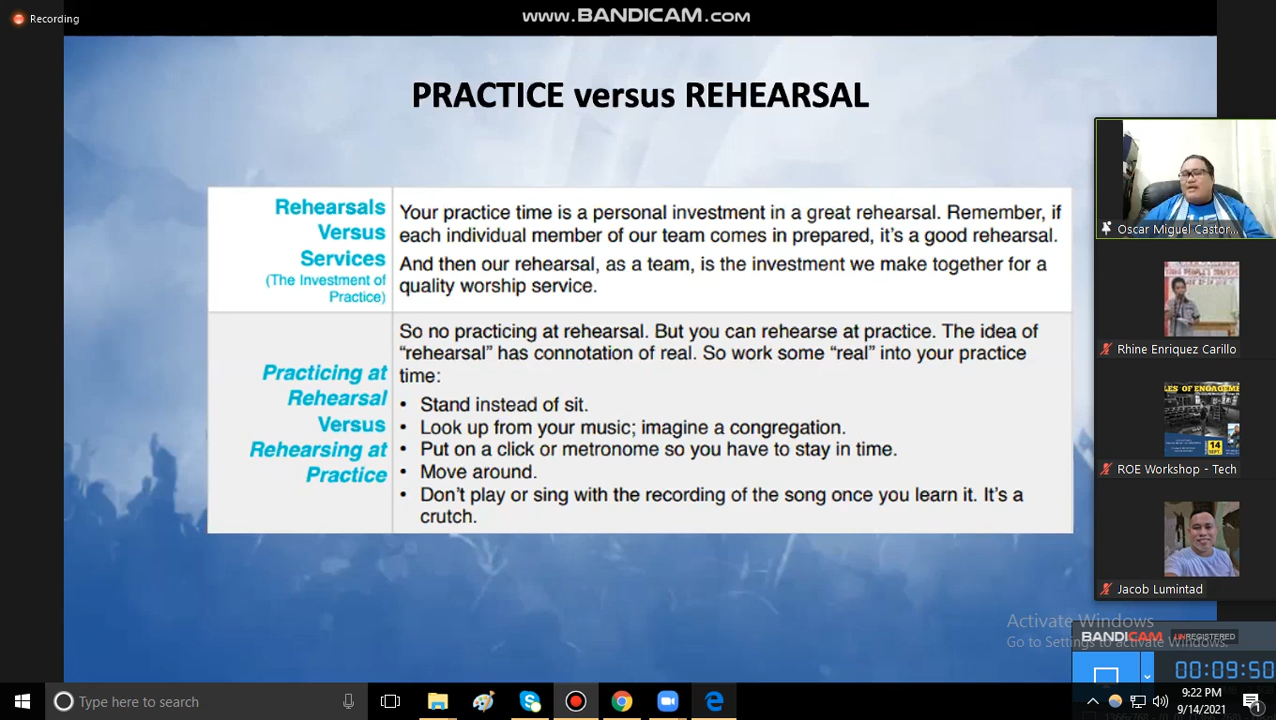 Recording
www.BANDICAM.com
PRACTICE versus REHEARSAL
Rehearsals
Versus
Services
(The Investment of
Practice)
Your practice time is a personal investment in a great rehearsal. Remember, if
each individual member of our team comes in prepared, it's a good rehearsal.
And then our rehearsal, as a team, is the investment we make together for a
quality worship service.
Practicing at
Rehearsal
Versus
Rehearsing at
Practice
So no practicing at rehearsal. But you can rehearse at practice. The idea of
“rehearsal” has connotation of real. So work some “real” into your practice
time:
• Stand instead of sit.
• Look up from your music; imagine a congregation.
• Put on a click or metronome so you have to stay in time.
• Move around.
• Don't play or sing with the recording of the song once you learn it. It's a
crutch.
Oscar Miguel Castor...
Rhine Enriquez Carillo
LES OF ENGAGEME
14
ROE Workshop - Tech
Jacob Lumintad
Activate Windows
Go to Settings to activate Windows.
BANDICAM UNREGISTERED
00:09:50
Type here to search
9:22 PM
9/14/2021
1